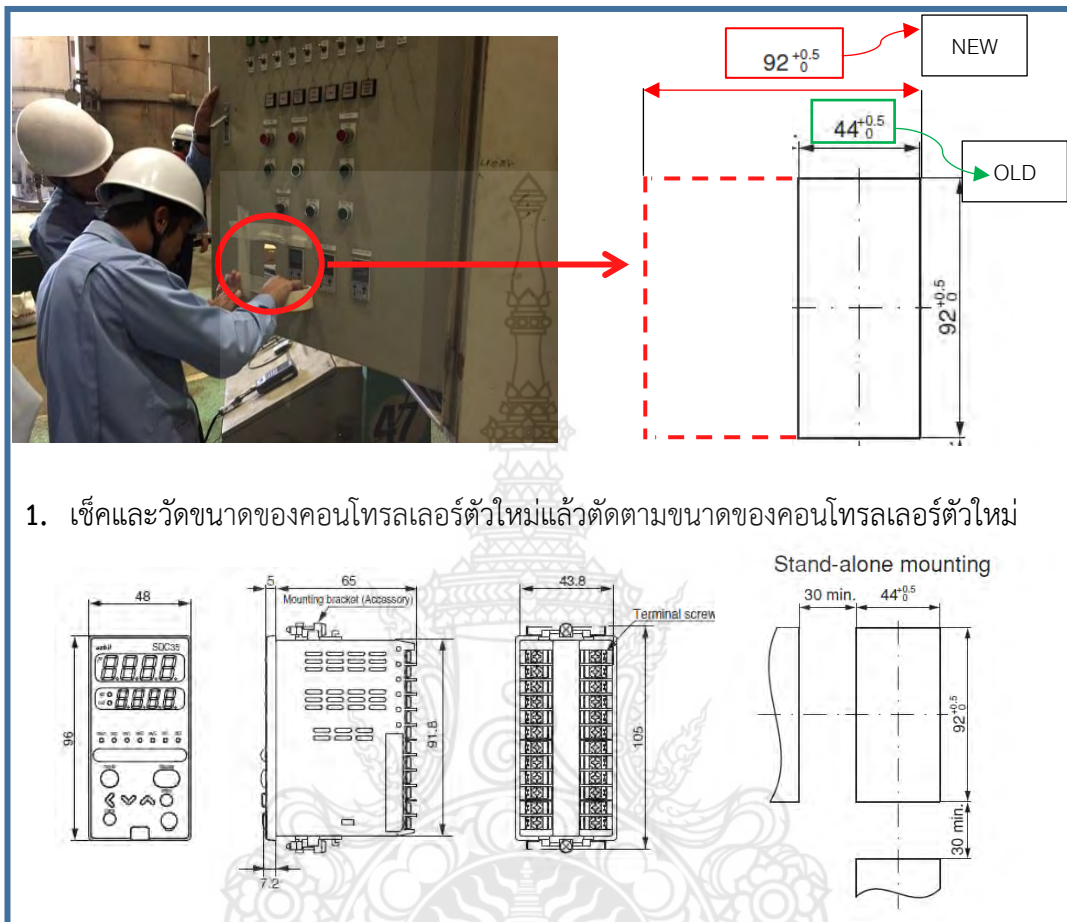 92 +0.5 0
NEW
44 +0.5 0
OLD
92 +0.5 0
47
1. เช็คและวัดขนาดของคอนโทรลเลอร์ตัวใหม่แล้วตัดตามขนาดของคอนโทรลเลอร์ตัวใหม่
Stand-alone mounting
48
5
65
43.8
30 min.
44 +0.5 0
Mounting bracket (Accessory)
Terminal screw
azbil SDC35
96
91.8
105
92 +0.5 0
30 min.
7.2